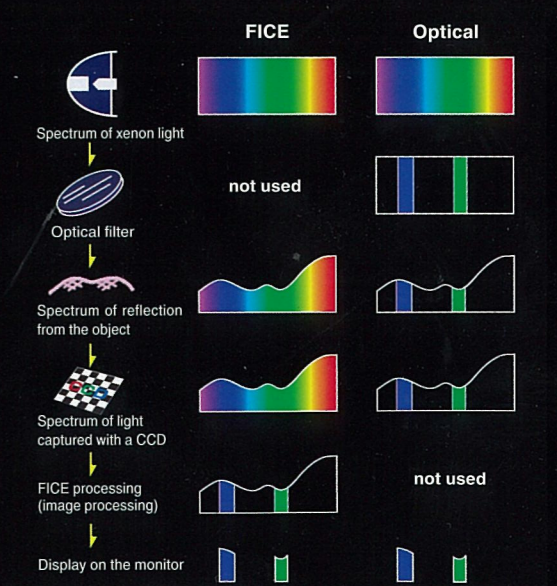 FICE
Optical
Spectrum of xenon light
not used
Optical filter
Spectrum of reflection
from the object
CCD
Spectrum of light
captured with a CCD
FICE processing
(image processing)
not used
Display on the monitor